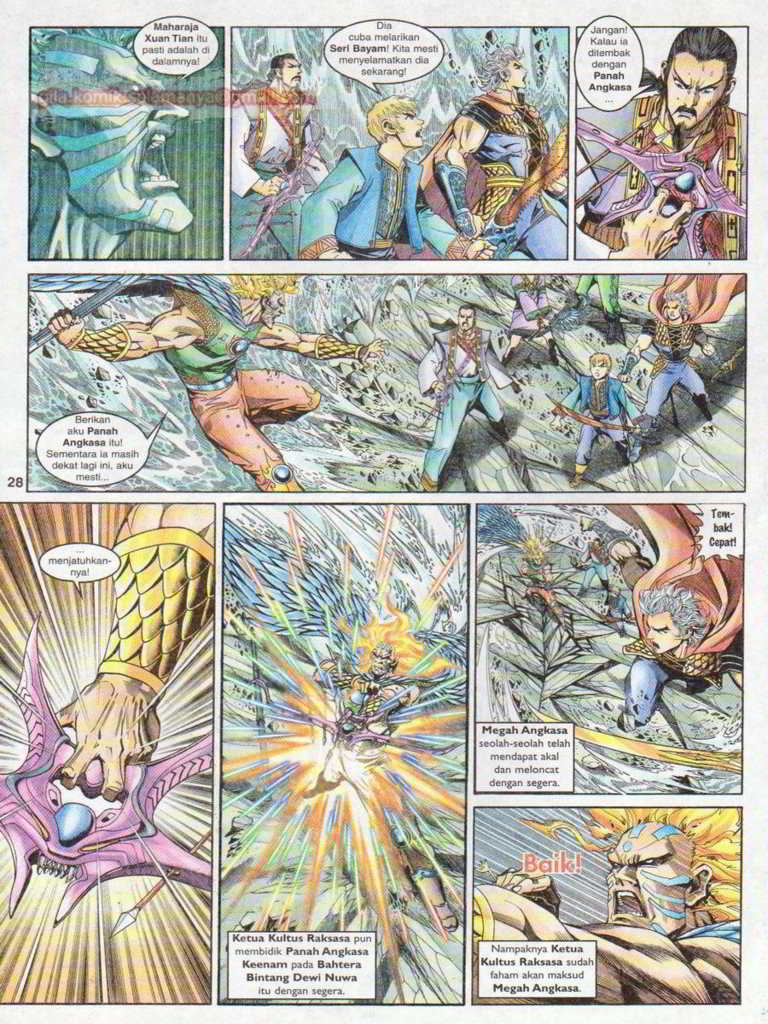 Maharaja
Xuan Tian itu
pasti adalah di
dalamnya!
Dia
cuba melarikan
Seri Bayam! Kita mesti
menyelamatkan dia
sekarang!
Jangan!
Kalau ia
ditembak
dengan
Panah
Angkasa
...
Berikan
aku Panah
Angkasa itu!
Sementara ia masih
dekat lagi ini, aku
mesti...
28
...
menjatuhkan-
nya!
Ketua Kultus Raksasa pun
membidik Panah Angkasa
Keenam pada Bahtera
Bintang Dewi Nuwa
itu dengan segera.
Tem-
bak!
Cepat!
Megah Angkasa
seolah-seolah telah
mendapat akal
dan meloncat
dengan segera.
Baik!
Nampaknya Ketua
Kultus Raksasa sudah
faham akan maksud
Megah Angkasa.